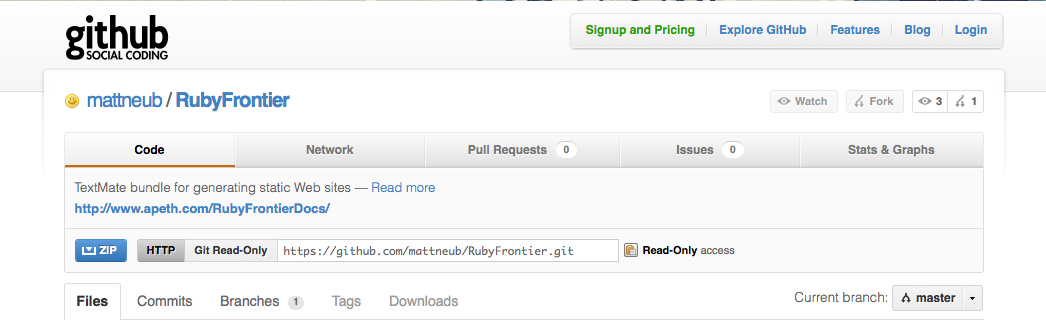 github
SOCIAL CODING
Signup and Pricing Explore GitHub Features Blog Login
mattneub / RubyFrontier
Watch Fork 3 1
Code Network Pull Requests 0 Issues 0 Stats & Graphs
TextMate bundle for generating static Web sites — Read more
http://www.apeth.com/RubyFrontierDocs/
ZIP HTTP Git Read-Only https://github.com/mattneub/RubyFrontier.git Read-Only access
Files Commits Branches 1 Tags Downloads Current branch: master